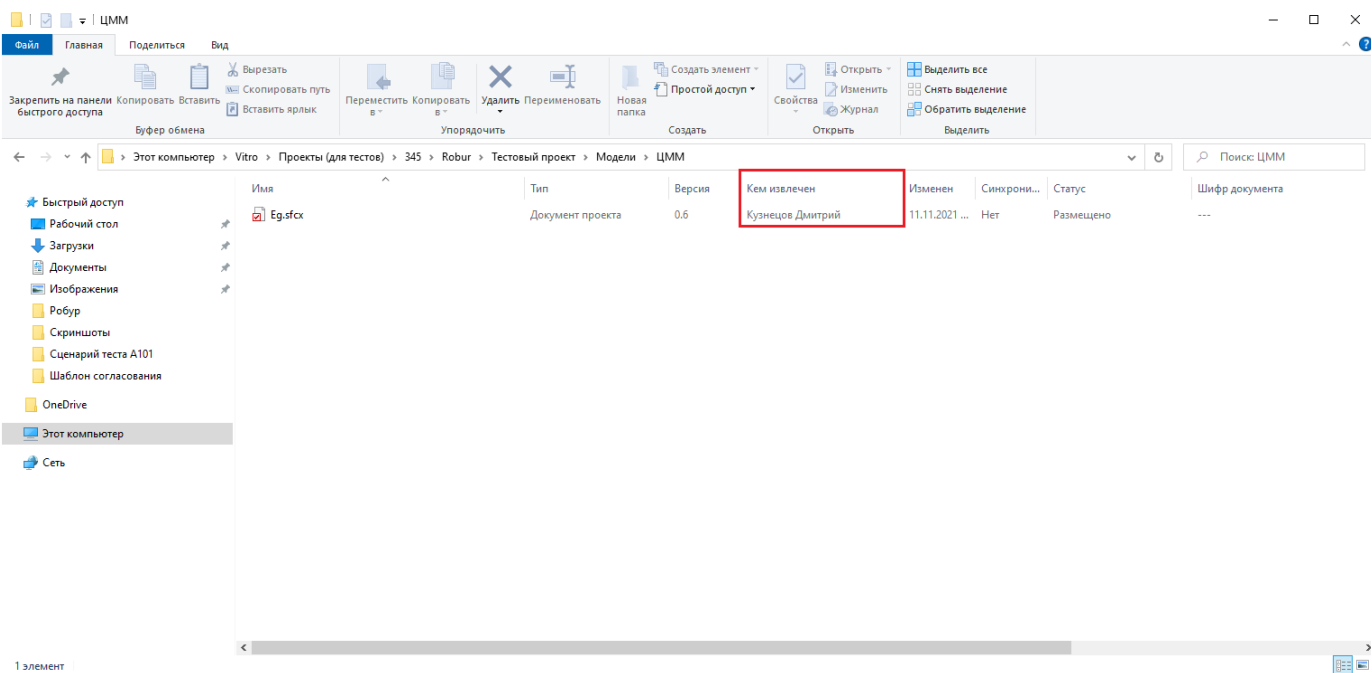 ЦММ
Файл Главная Поделиться Вид
Закрепить на панели быстрого доступа
Копировать
Вставить
Вырезать
Скопировать путь
Вставить ярлык
Буфер обмена
Переместить в
Копировать в
Удалить
Переименовать
Упорядочить
Новая папка
Создать элемент
Простой доступ
Создать
Свойства
Открыть
Изменить
Журнал
Открыть
Выделить все
Снять выделение
Обратить выделение
Выделить
Этот компьютер › Vitro › Проекты (для тестов) › 345 › Robur › Тестовый проект › Модели › ЦММ
Поиск: ЦММ
Быстрый доступ
Рабочий стол
Загрузки
Документы
Изображения
Робур
Скриншоты
Сценарий теста А101
Шаблон согласования
OneDrive
Этот компьютер
Сеть
Имя Тип Версия Кем извлечен Изменен Синхрони... Статус Шифр документа
Eg.sfcx Документ проекта 0.6 Кузнецов Дмитрий 11.11.2021 ... Нет Размещено ---
1 элемент